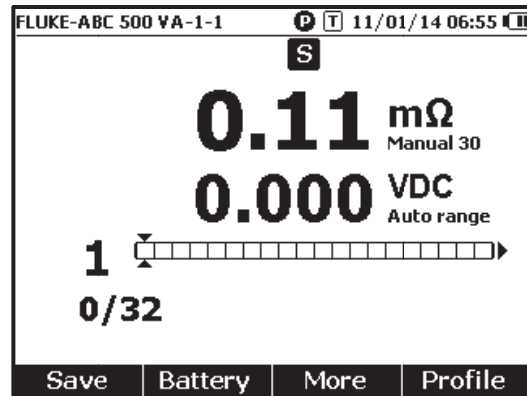 FLUKE-ABC 500 VA-1-1 P T 11/01/14 06:55
S
0.11 mΩ
Manual 30
0.000 VDC
Auto range
1
0/32
Save Battery More Profile